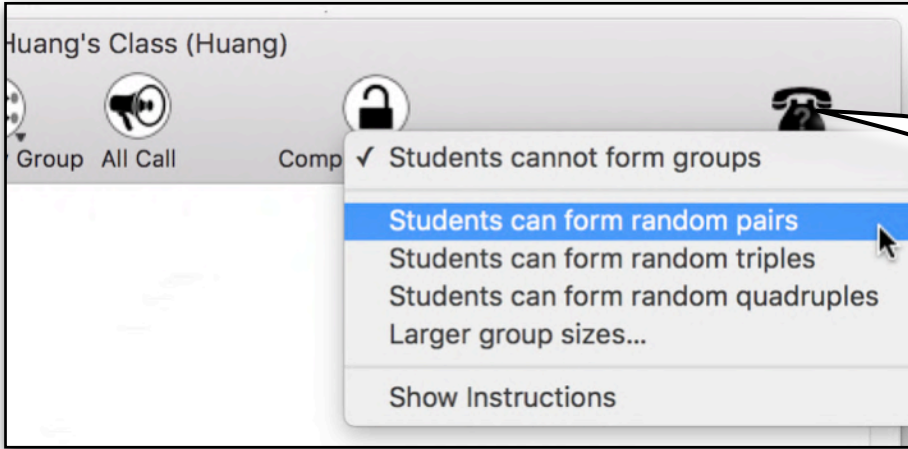 Huang's Class (Huang)
Group All Call Comp
✓ Students cannot form groups
Students can form random pairs
Students can form random triples
Students can form random quadruples
Larger group sizes...
Show Instructions